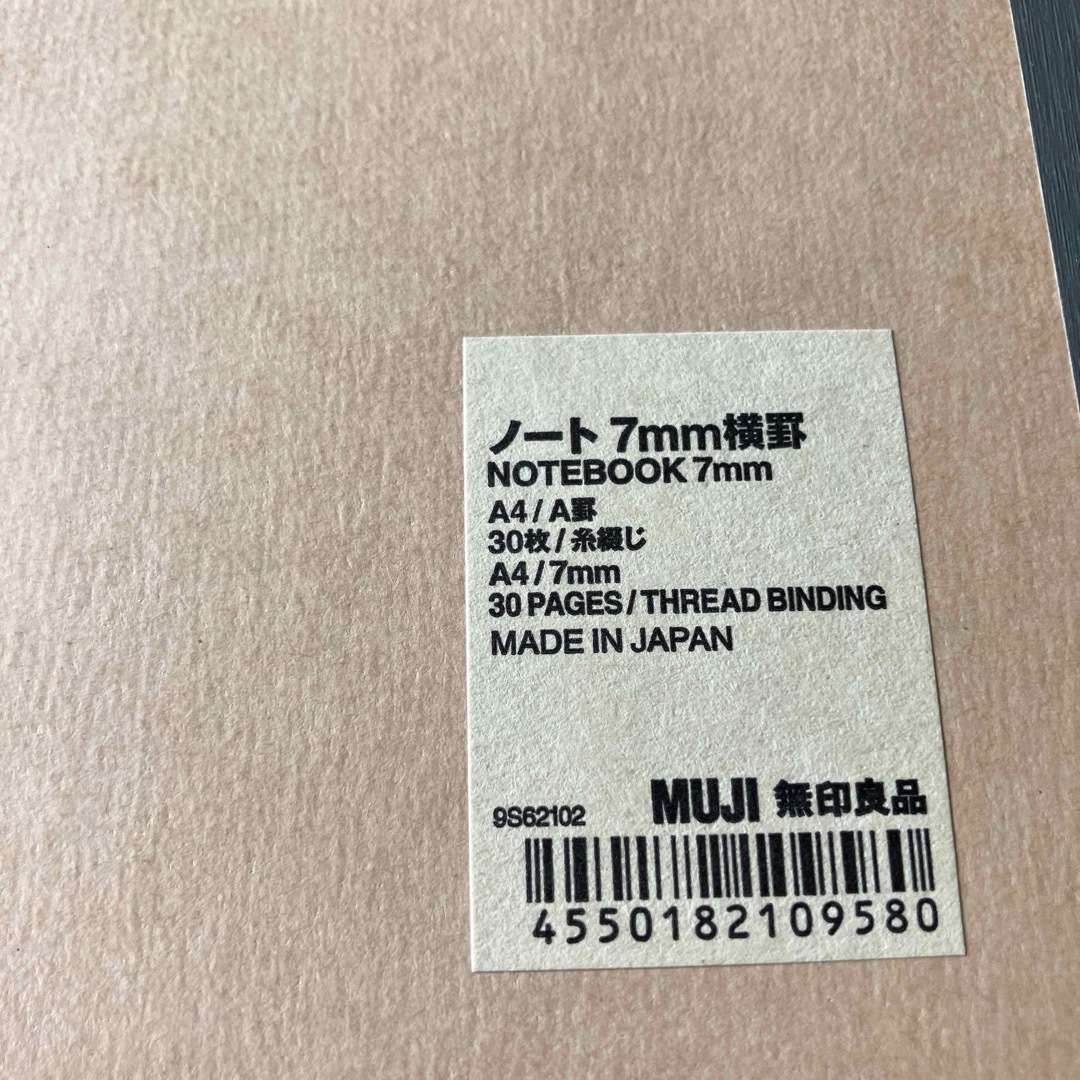 ノート 7mm横罫
NOTEBOOK 7mm
A4 / A罫
30枚 / 糸綴じ
A4 / 7mm
30 PAGES / THREAD BINDING
MADE IN JAPAN
9S62102 MUJI 無印良品
4550182109580